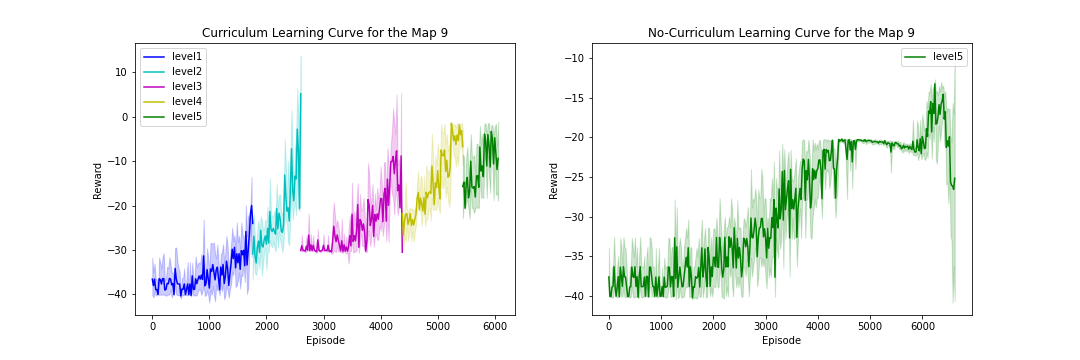 Curriculum Learning Curve for the Map 9
level1
level2
level3
level4
level5
10
0
−10
−20
−30
−40
Reward
0
1000
2000
3000
4000
5000
6000
Episode
No-Curriculum Learning Curve for the Map 9
level5
−10
−15
−20
−25
−30
−35
−40
Reward
0
1000
2000
3000
4000
5000
6000
Episode